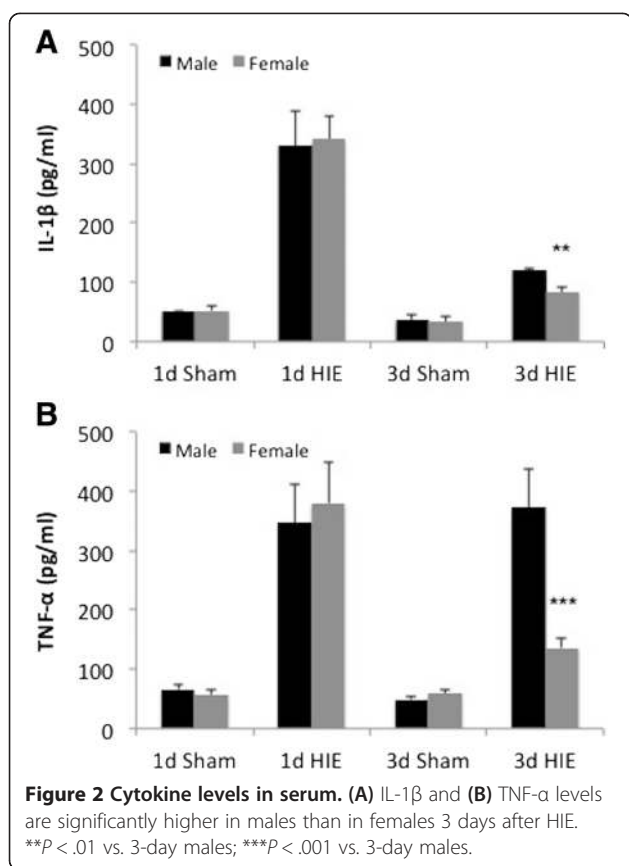 A
500
Male Female
400
300
200
100
0
IL-1β (pg/ml)
**
1d Sham 1d HIE 3d Sham 3d HIE
B
500
Male Female
400
300
200
100
0
TNF-α (pg/ml)
***
1d Sham 1d HIE 3d Sham 3d HIE
Figure 2 Cytokine levels in serum. (A) IL-1β and (B) TNF-α levels
are significantly higher in males than in females 3 days after HIE.
**P < .01 vs. 3-day males; ***P < .001 vs. 3-day males.